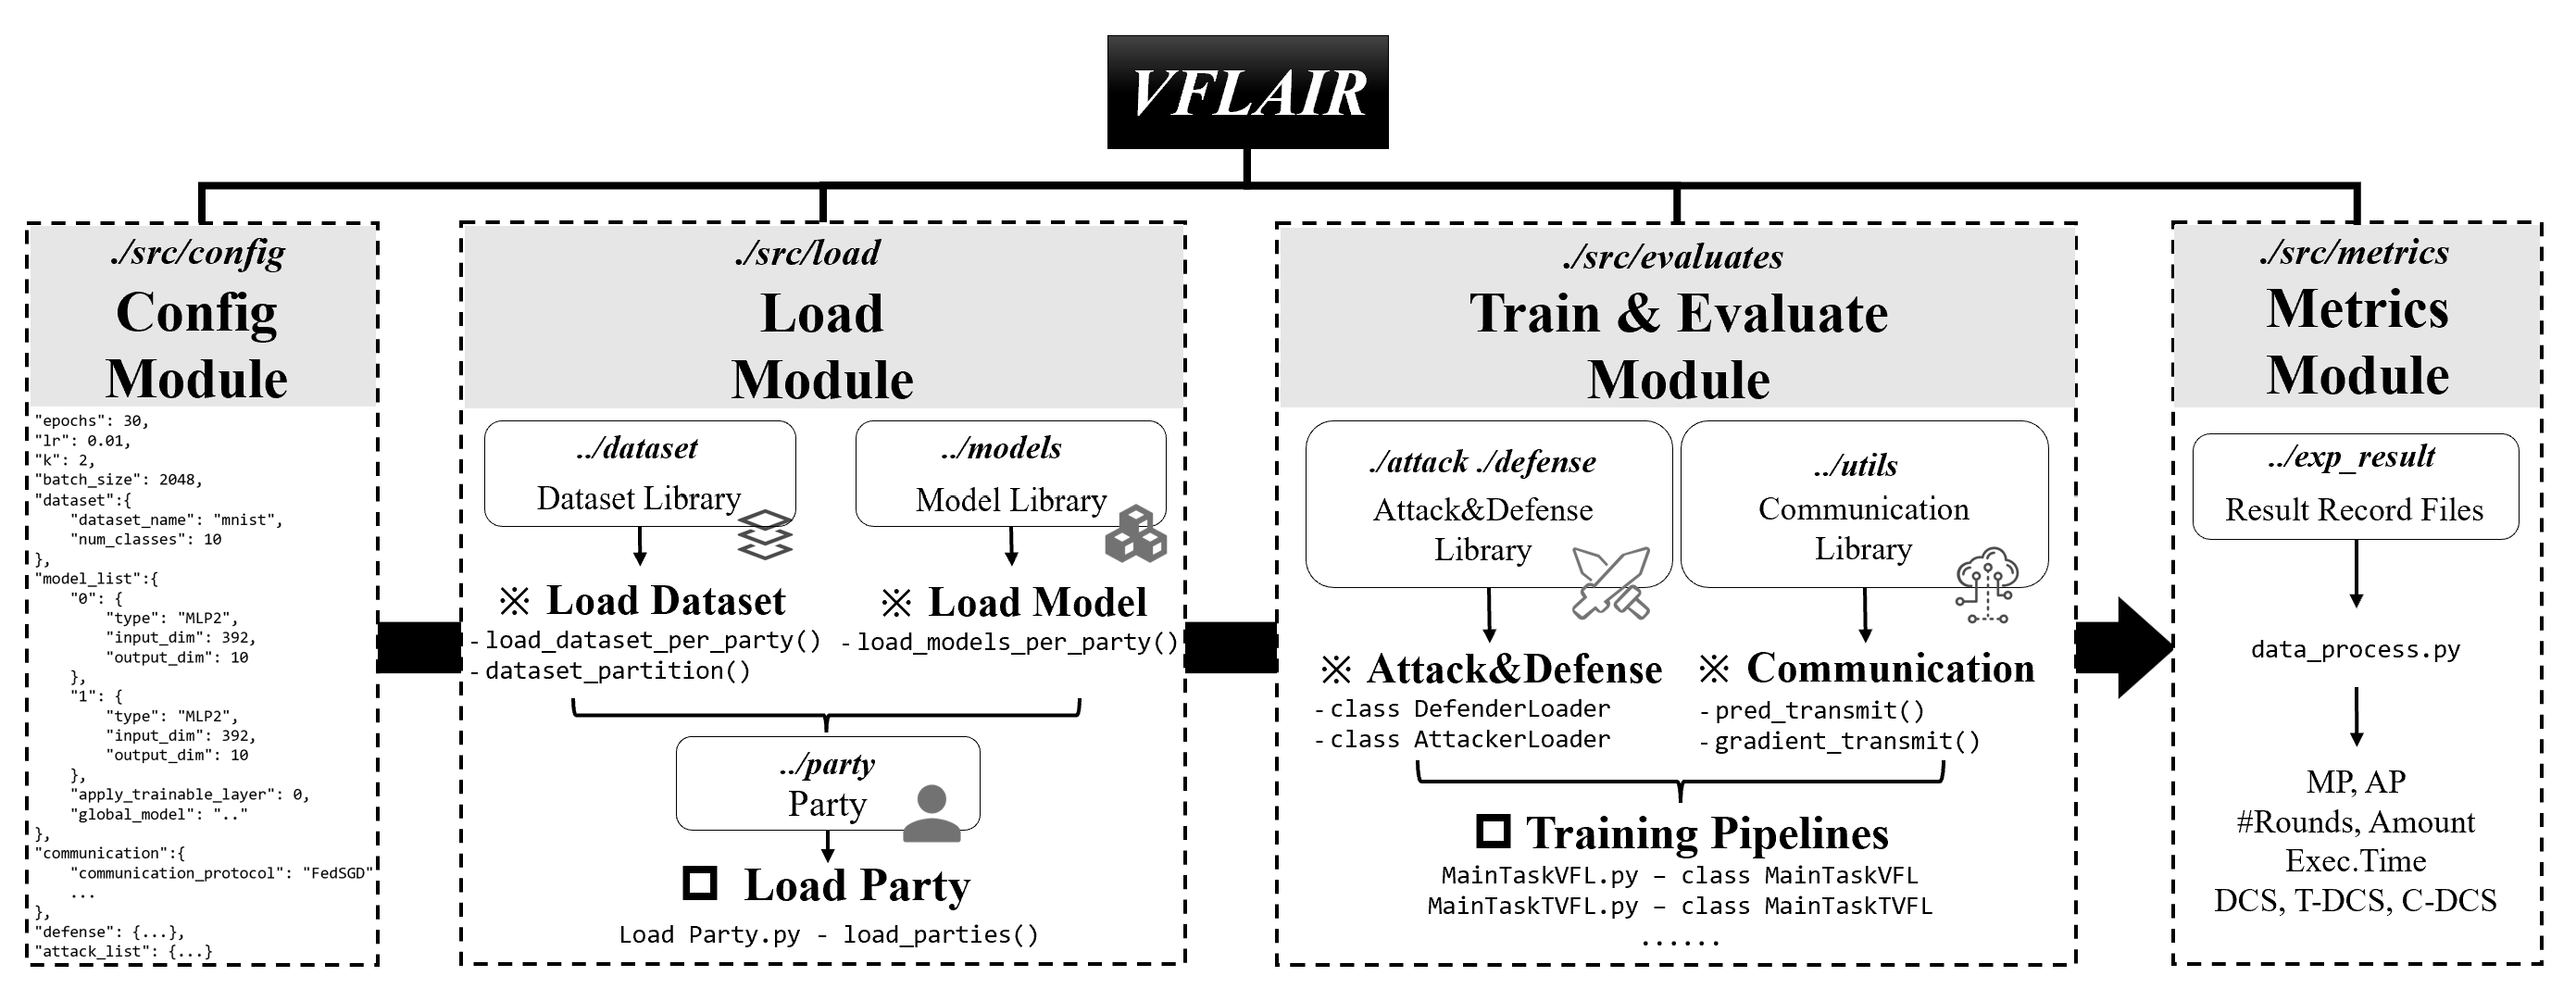 VFLAIR
./src/config
Config
Module
"epochs": 30,
"lr": 0.01,
"k": 2,
"batch_size": 2048,
"dataset":{
"dataset_name": "mnist",
"num_classes": 10
},
"model_list":{
"0": {
"type": "MLP2",
"input_dim": 392,
"output_dim": 10
},
"1": {
"type": "MLP2",
"input_dim": 392,
"output_dim": 10
},
"apply_trainable_layer": 0,
"global_model": ".."
},
"communication":{
"communication_protocol": "FedSGD"
...
},
"defense": {...},
"attack_list": {...}
./src/load
Load
Module
../dataset
Dataset Library
../models
Model Library
※ Load Dataset
- load_dataset_per_party()
- dataset_partition()
※ Load Model
- load_models_per_party()
../party
Party
Load Party
Load Party.py - load_parties()
./src/evaluates
Train & Evaluate
Module
./attack ./defense
Attack&Defense
Library
../utils
Communication
Library
※ Attack&Defense
- class DefenderLoader
- class AttackerLoader
※ Communication
- pred_transmit()
- gradient_transmit()
Training Pipelines
MainTaskVFL.py – class MainTaskVFL
MainTaskTVFL.py – class MainTaskTVFL
......
./src/metrics
Metrics
Module
../exp_result
Result Record Files
data_process.py
MP, AP
#Rounds, Amount
Exec.Time
DCS, T-DCS, C-DCS